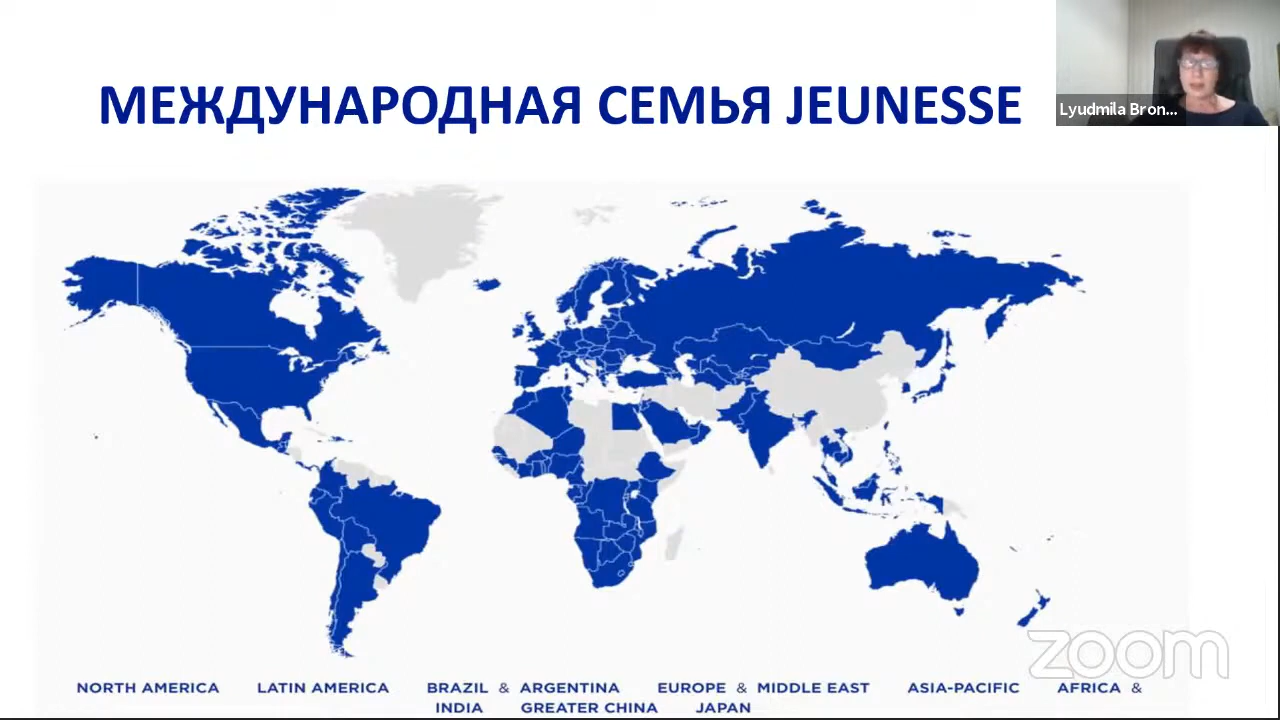 МЕЖДУНАРОДНАЯ СЕМЬЯ JEUNESSE
Lyudmila Bron...
zoom
NORTH AMERICA LATIN AMERICA BRAZIL & ARGENTINA EUROPE & MIDDLE EAST ASIA-PACIFIC AFRICA &
INDIA GREATER CHINA JAPAN